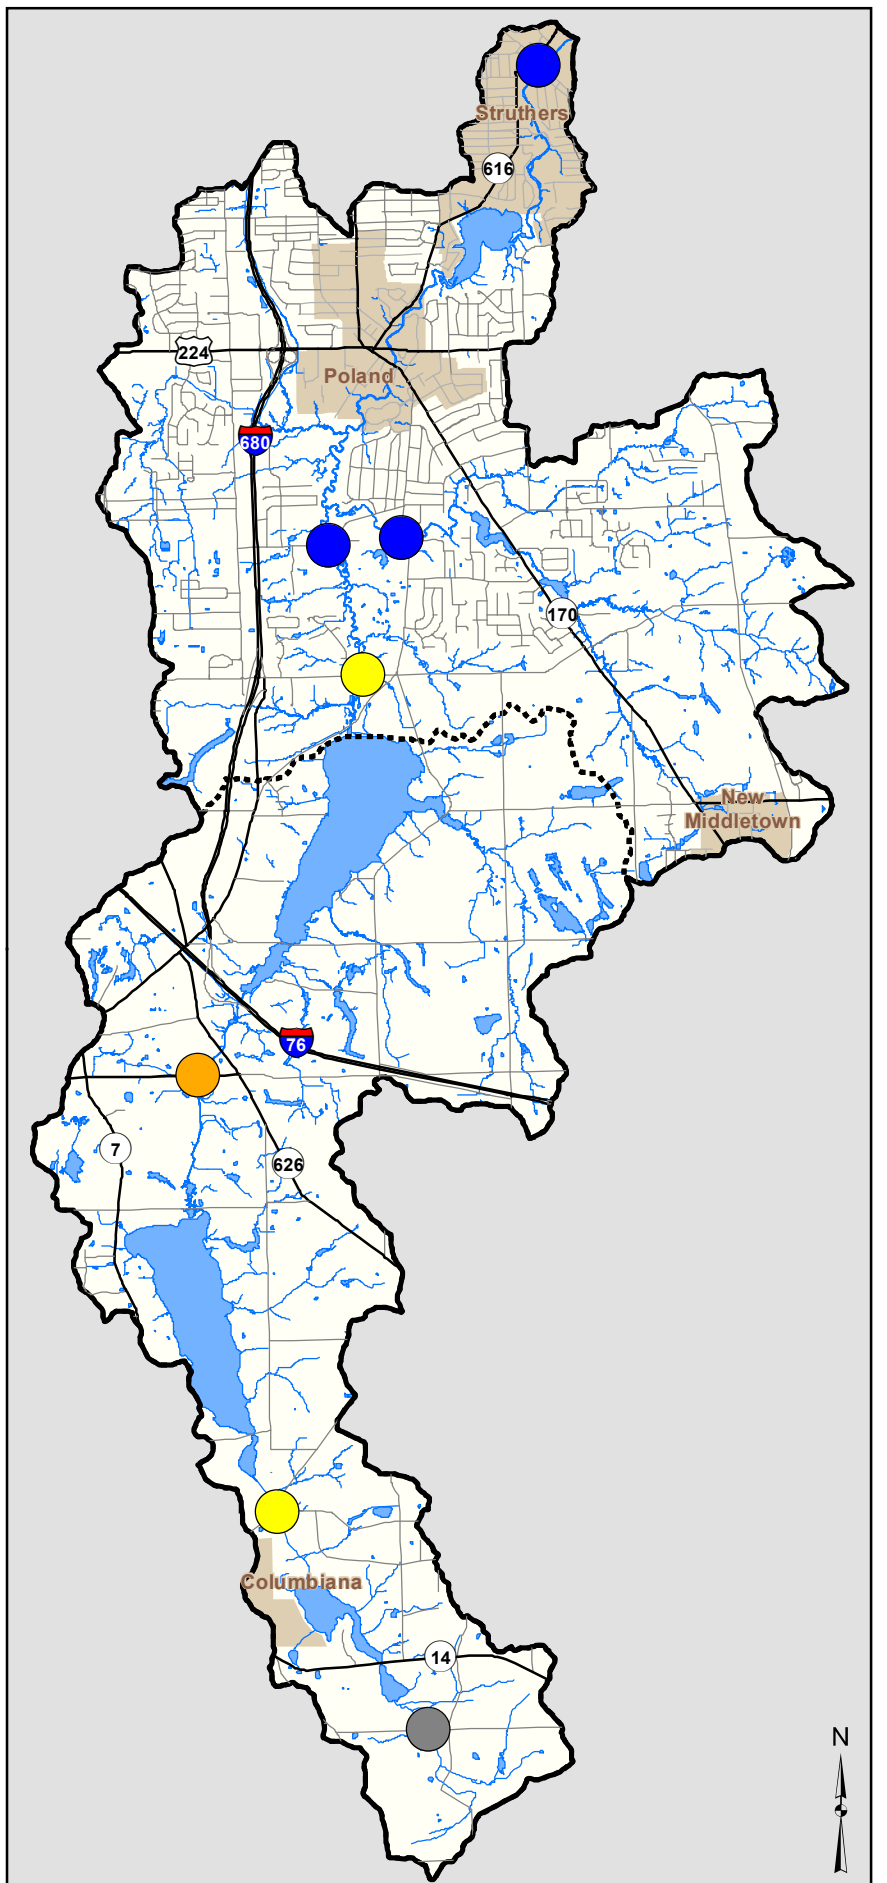 Struthers
616
224
Poland
680
170
New
Middletown
76
7
626
Columbiana
14
N